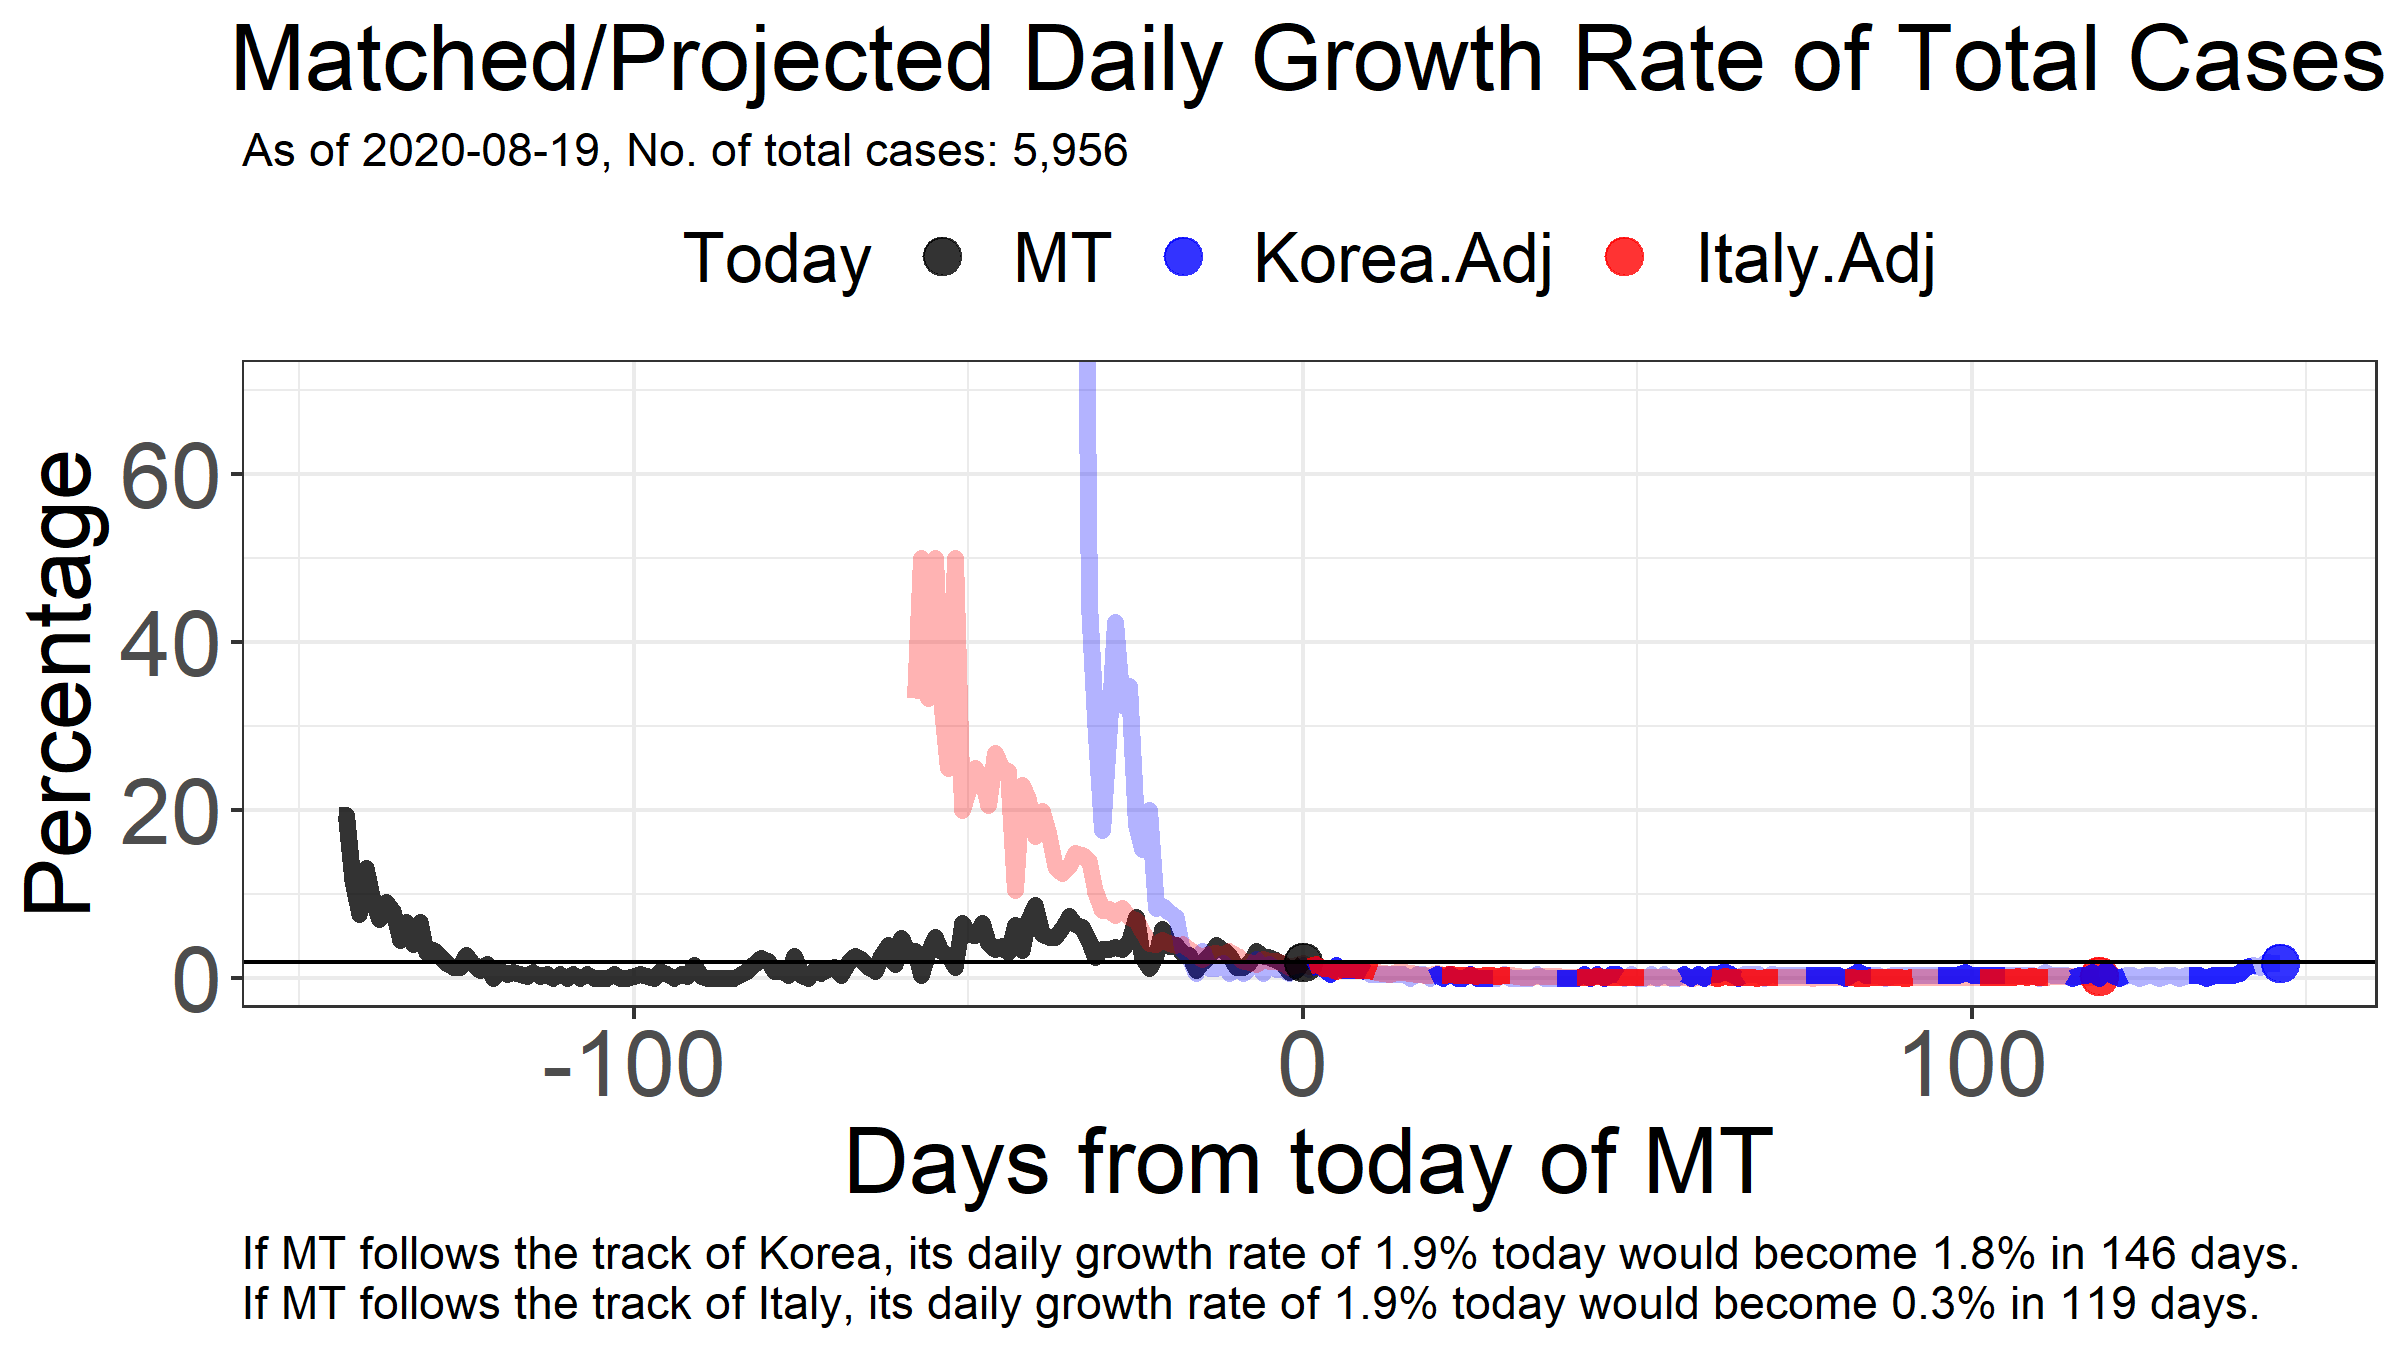 Matched/Projected Daily Growth Rate of Total Cases
As of 2020-08-19, No. of total cases: 5,956
Today MT Korea.Adj Italy.Adj
Percentage
60
40
20
0
-100 0 100
Days from today of MT
If MT follows the track of Korea, its daily growth rate of 1.9% today would become 1.8% in 146 days.
If MT follows the track of Italy, its daily growth rate of 1.9% today would become 0.3% in 119 days.